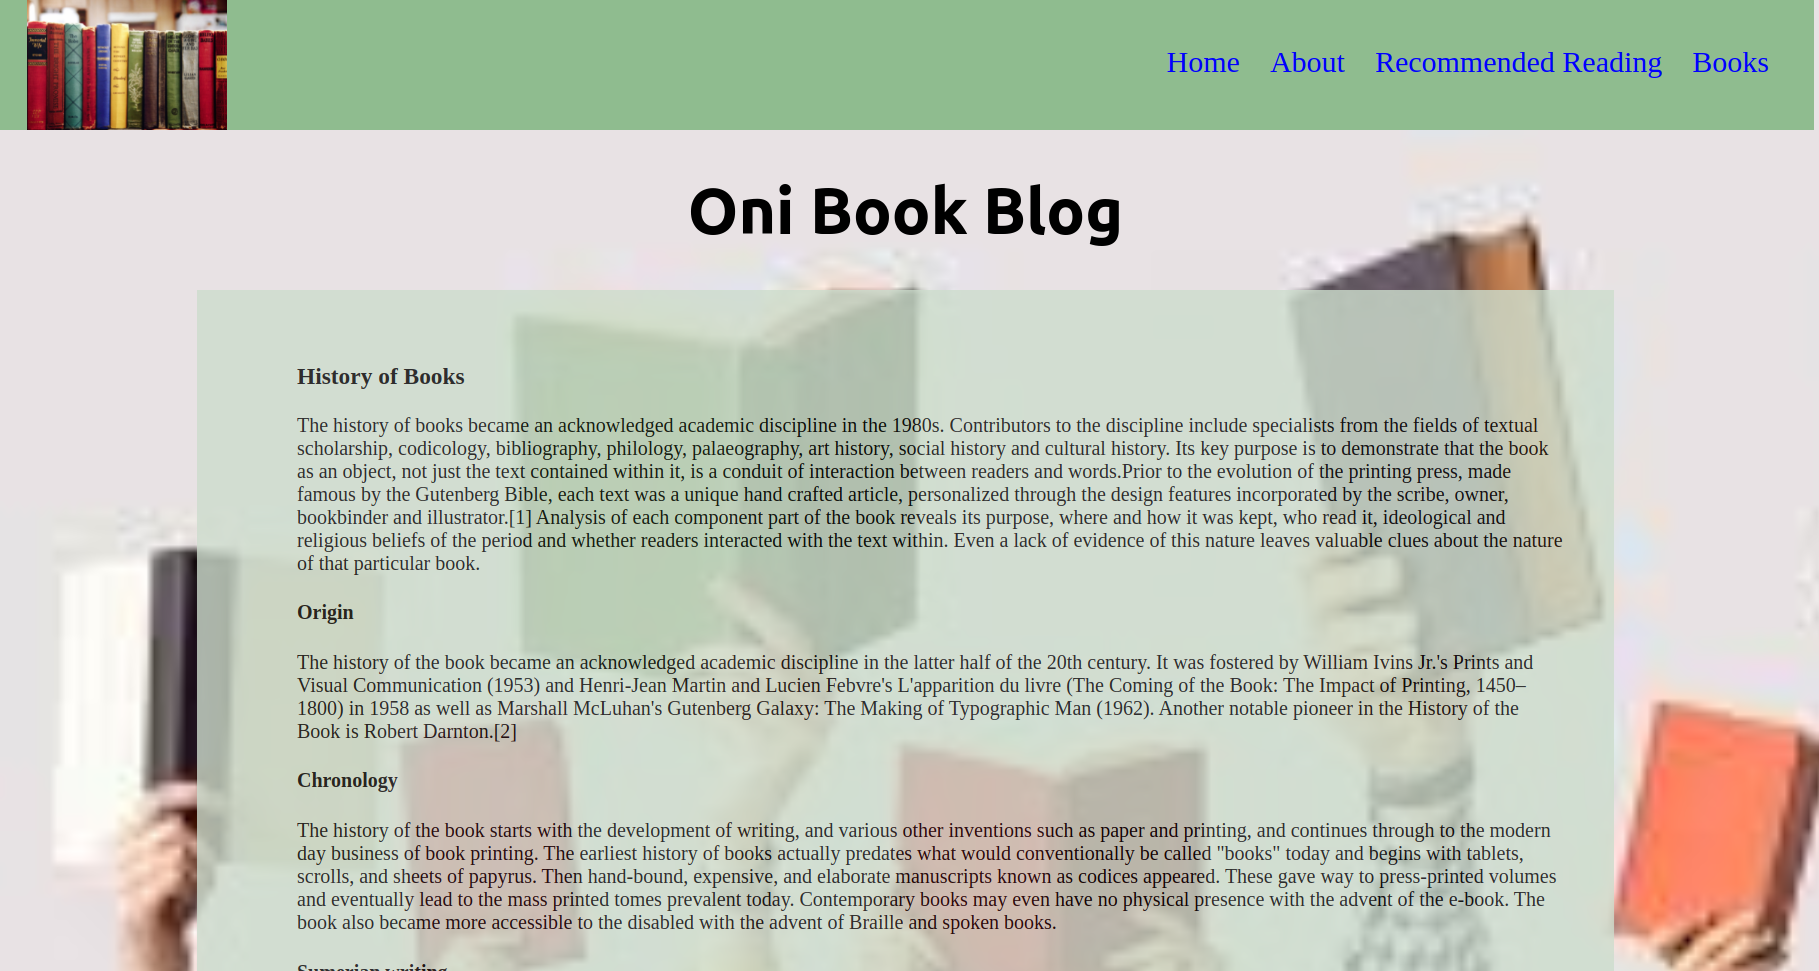 Home About Recommended Reading Books
Oni Book Blog
History of Books
The history of books became an acknowledged academic discipline in the 1980s. Contributors to the discipline include specialists from the fields of textual
scholarship, codicology, bibliography, philology, palaeography, art history, social history and cultural history. Its key purpose is to demonstrate that the book
as an object, not just the text contained within it, is a conduit of interaction between readers and words.Prior to the evolution of the printing press, made
famous by the Gutenberg Bible, each text was a unique hand crafted article, personalized through the design features incorporated by the scribe, owner,
bookbinder and illustrator.[1] Analysis of each component part of the book reveals its purpose, where and how it was kept, who read it, ideological and
religious beliefs of the period and whether readers interacted with the text within. Even a lack of evidence of this nature leaves valuable clues about the nature
of that particular book.
Origin
The history of the book became an acknowledged academic discipline in the latter half of the 20th century. It was fostered by William Ivins Jr.'s Prints and
Visual Communication (1953) and Henri-Jean Martin and Lucien Febvre's L'apparition du livre (The Coming of the Book: The Impact of Printing, 1450–
1800) in 1958 as well as Marshall McLuhan's Gutenberg Galaxy: The Making of Typographic Man (1962). Another notable pioneer in the History of the
Book is Robert Darnton.[2]
Chronology
The history of the book starts with the development of writing, and various other inventions such as paper and printing, and continues through to the modern
day business of book printing. The earliest history of books actually predates what would conventionally be called "books" today and begins with tablets,
scrolls, and sheets of papyrus. Then hand-bound, expensive, and elaborate manuscripts known as codices appeared. These gave way to press-printed volumes
and eventually lead to the mass printed tomes prevalent today. Contemporary books may even have no physical presence with the advent of the e-book. The
book also became more accessible to the disabled with the advent of Braille and spoken books.
Sumerian writing